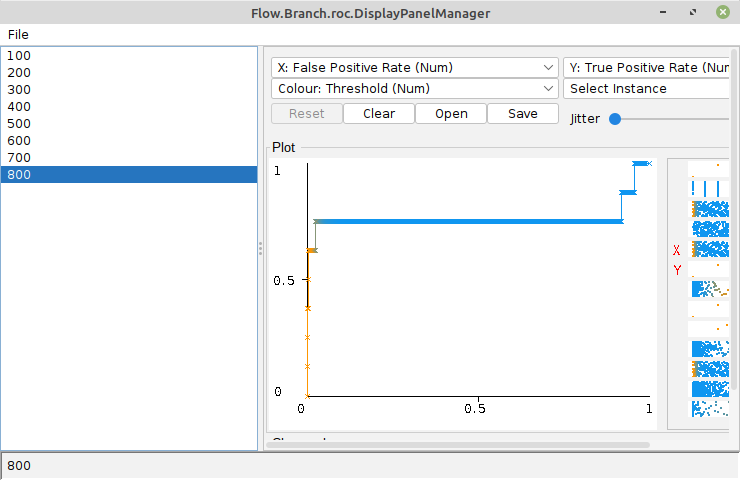 Flow.Branch.roc.DisplayPanelManager
File
100
200
300
400
500
600
700
800
X: False Positive Rate (Num)
Y: True Positive Rate (Num
Colour: Threshold (Num)
Select Instance
Reset
Clear
Open
Save
Jitter
Plot
1
0.5
0
0
0.5
1
X
Y
800